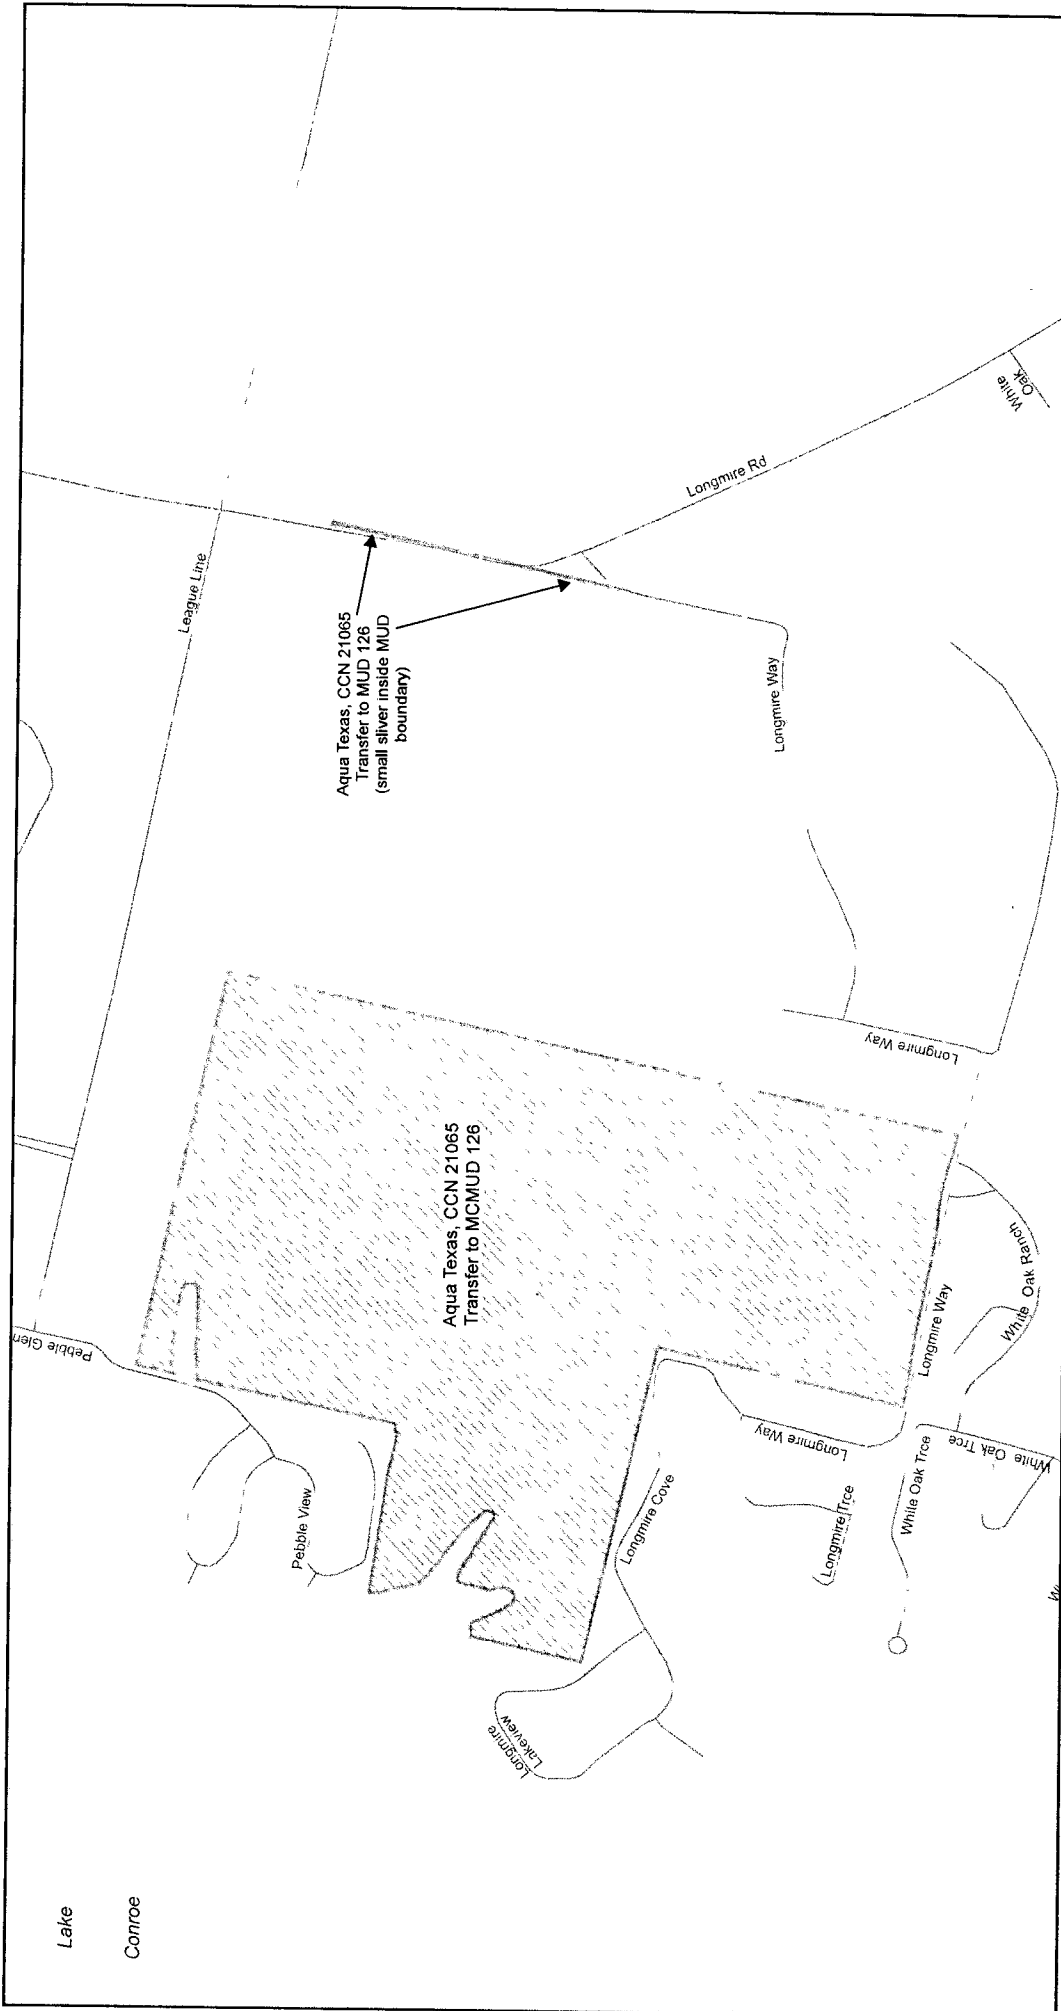 Lake
Conroe
Pebble Glen
Pebble View
League Line
Aqua Texas, CCN 21065
Transfer to MUD 126
(small sliver inside MUD
boundary)
Aqua Texas, CCN 21065
Transfer to MCMUD 126
Longmire
Lakeview
Longmire Cove
Longmire Trce
Longmire Way
White Oak Trce
White Oak Trce
Longmire Way
White Oak Ranch
Longmire Way
Longmire Way
Longmire Rd
White
Oak